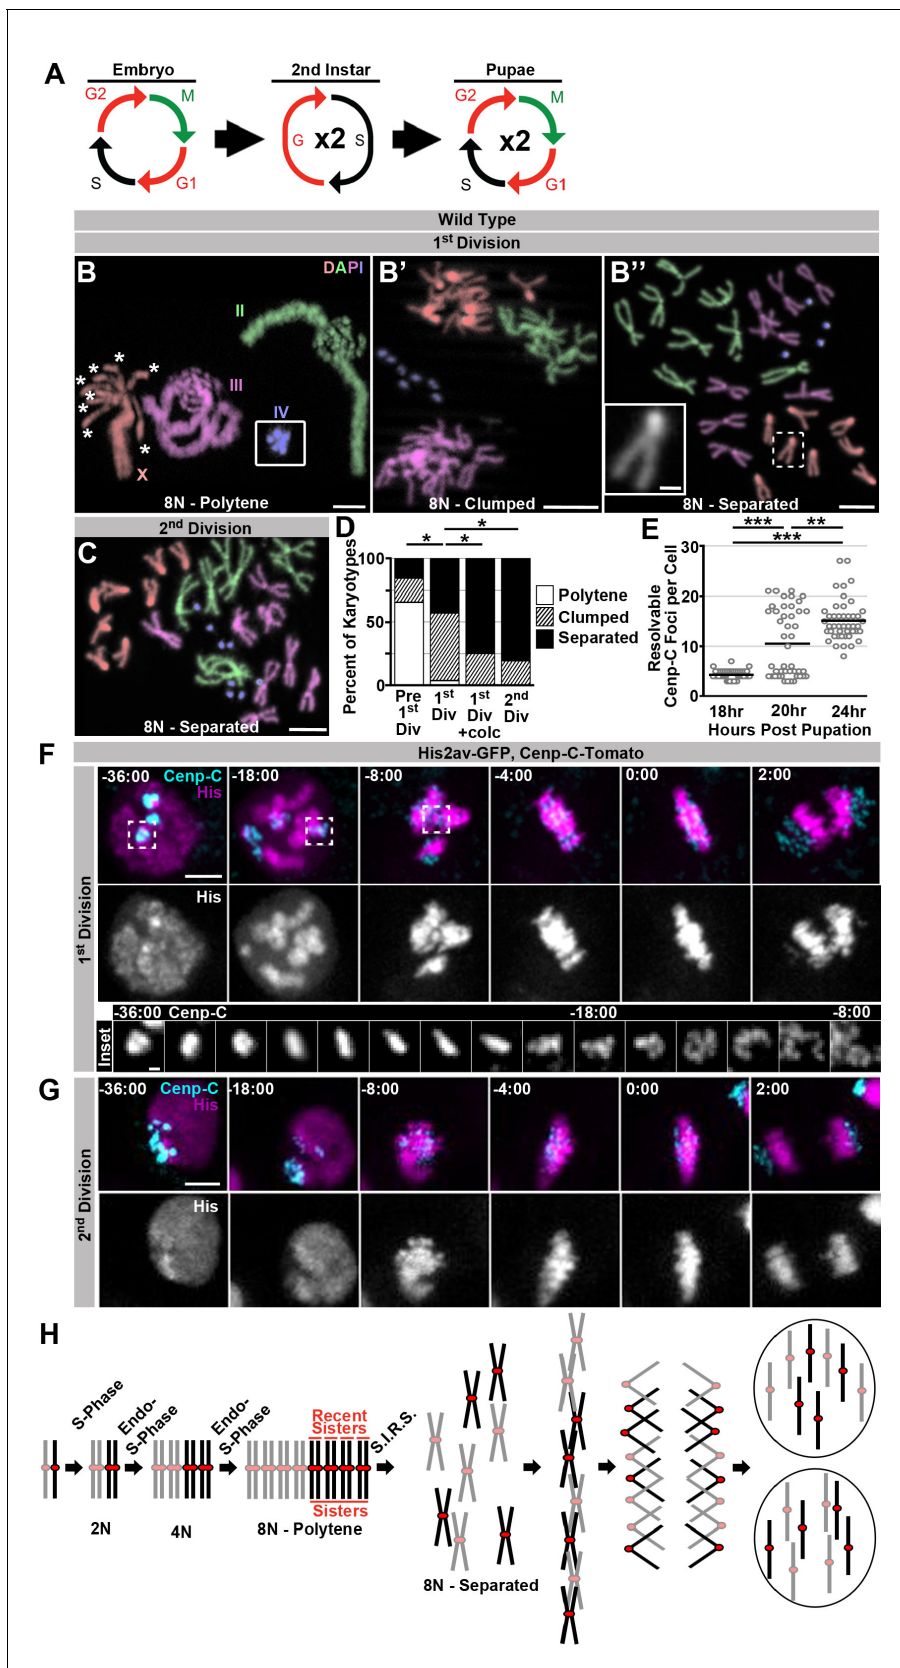 A
Embryo
2nd Instar
Pupae
G2
M
S
G1
G
x2
S
G2
M
x2
S
G1
Wild Type
1st Division
B
DAPI
II
III
IV
X
*
*
*
*
*
*
*
*
8N - Polytene
B'
8N - Clumped
B''
8N - Separated
2nd Division
C
8N - Separated
D
*
*
*
Percent of Karyotypes
100
50
0
Pre 1st Div
1st Div
1st Div +colc
2nd Div
Polytene
Clumped
Separated
E
***
**
***
Resolvable
Cenp-C Foci per Cell
30
10
0
18hr
20hr
24hr
Hours Post Pupation
F
His2av-GFP, Cenp-C-Tomato
1st Division
-36:00
Cenp-C
His
-18:00
-8:00
-4:00
0:00
2:00
His
Inset
-36:00
Cenp-C
-18:00
-8:00
G
2nd Division
-36:00
Cenp-C
His
-18:00
-8:00
-4:00
0:00
2:00
His
H
S-Phase
Endo-
S-Phase
Endo-
S-Phase
Recent
Sisters
S.I.R.S.
Sisters
2N
4N
8N - Polytene
8N - Separated